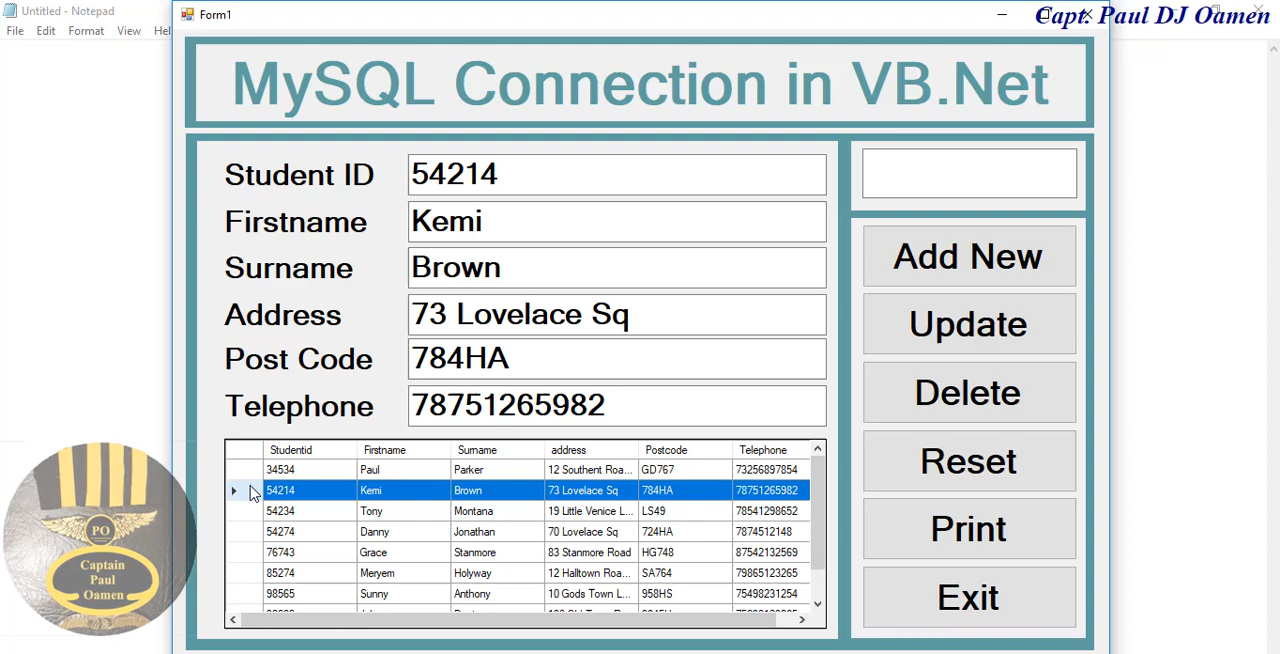 Untitled - Notepad
File Edit Format View Hel
Form1
Capt. Paul DJ Oamen
MySQL Connection in VB.Net
Student ID 54214
Firstname Kemi
Surname Brown
Address 73 Lovelace Sq
Post Code 784HA
Telephone 78751265982
Add New
Update
Delete
Reset
Print
Exit
Studentid Firstname Surname address Postcode Telephone
34534 Paul Parker 12 Southent Roa... GD767 73256897854
54214 Kemi Brown 73 Lovelace Sq 784HA 78751265982
54234 Tony Montana 19 Little Venice L... LS49 78541298652
54274 Danny Jonathan 70 Lovelace Sq 724HA 7874512148
76743 Grace Stanmore 83 Stanmore Road HG748 87542132569
85274 Meryem Holyway 12 Halltown Roa... SA764 79865123265
98565 Sunny Anthony 10 Gods Town L... 958HS 75498231254
PO
Captain
Paul
Oamen